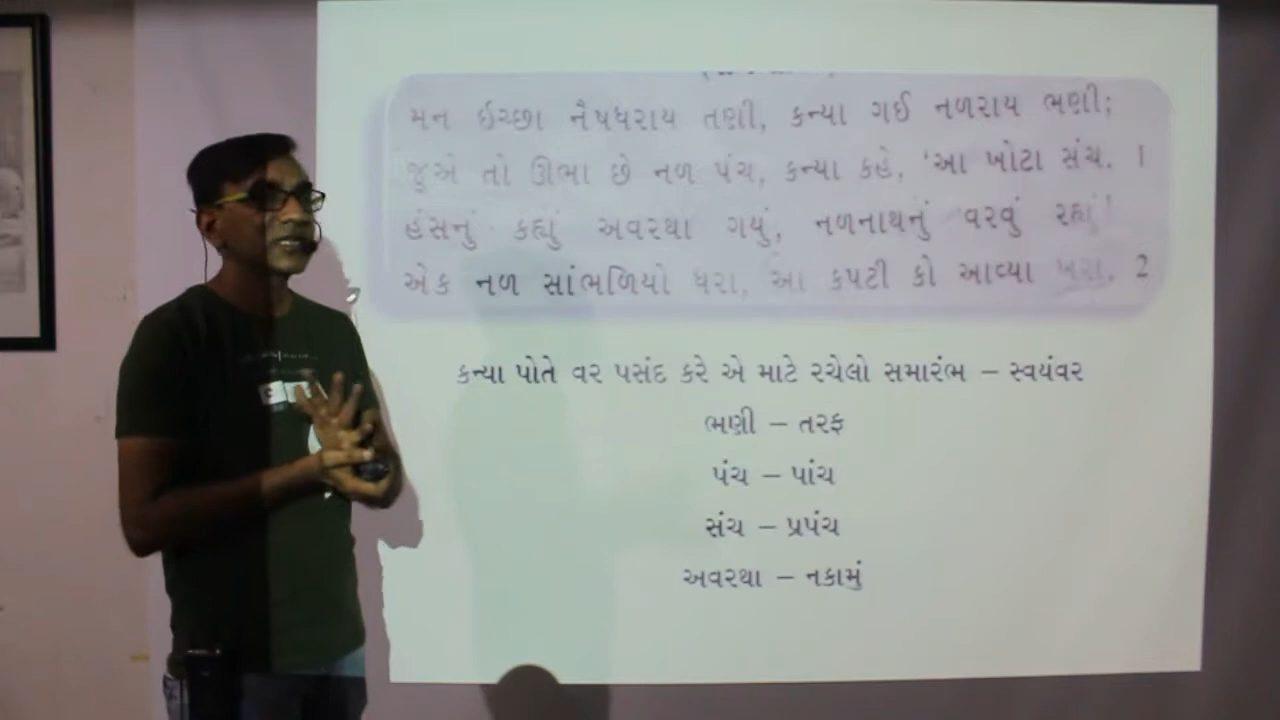 મન ઈચ્છા નૈષધરાય તણી, કન્યા ગઈ નળરાય ભણી;
જુએ તો ઊભા છે નળ પંચ, કન્યા કહે, 'આ ખોટા સંચ. 1
હંસનું કહ્યું અવરથા ગયું, નળનાથનું વરવું રહ્યું'
એક નળ સાંભળિયો ધરા, આ કપટી કો આવ્યા ખરા. 2
કન્યા પોતે વર પસંદ કરે એ માટે રચેલો સમારંભ – સ્વયંવર
ભણી – તરફ
પંચ – પાંચ
સંચ – પ્રપંચ
અવરથા – નકામું